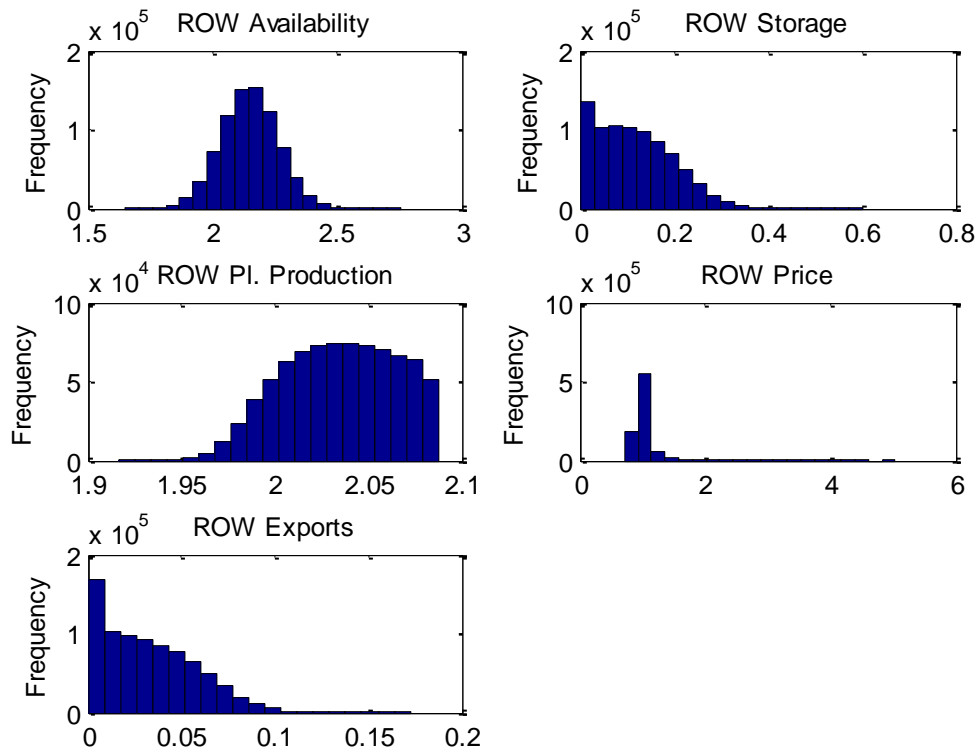 x 10^5 ROW Availability
2
1
0
Frequency
1.5 2 2.5 3
x 10^5 ROW Storage
2
1
0
Frequency
0 0.2 0.4 0.6 0.8
x 10^4 ROW Pl. Production
10
5
0
Frequency
1.9 1.95 2 2.05 2.1
x 10^5 ROW Price
10
5
0
Frequency
0 2 4 6
x 10^5 ROW Exports
2
1
0
Frequency
0 0.05 0.1 0.15 0.2